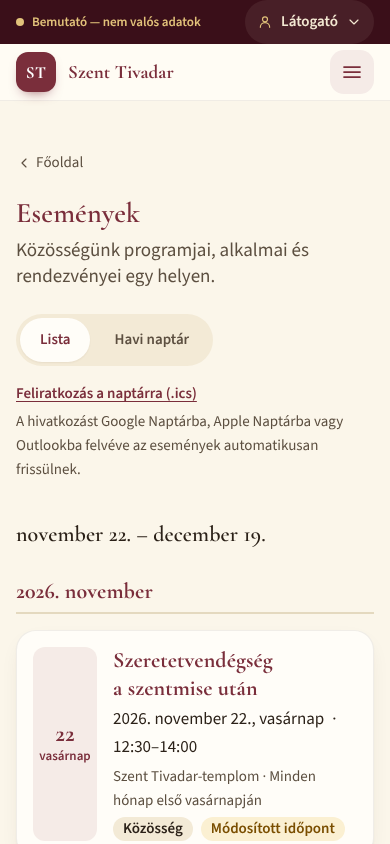 Bemutató — nem valós adatok
Látogató
ST
Szent Tivadar
Főoldal
Események
Közösségünk programjai, alkalmai és
rendezvényei egy helyen.
Lista
Havi naptár
Feliratkozás a naptárra (.ics)
A hivatkozást Google Naptárba, Apple Naptárba vagy
Outlookba felvéve az események automatikusan
frissülnek.
november 22. – december 19.
2026. november
22
vasárnap
Szeretetvendégség
a szentmise után
2026. november 22., vasárnap ·
12:30–14:00
Szent Tivadar-templom · Minden
hónap első vasárnapján
Közösség
Módosított időpont